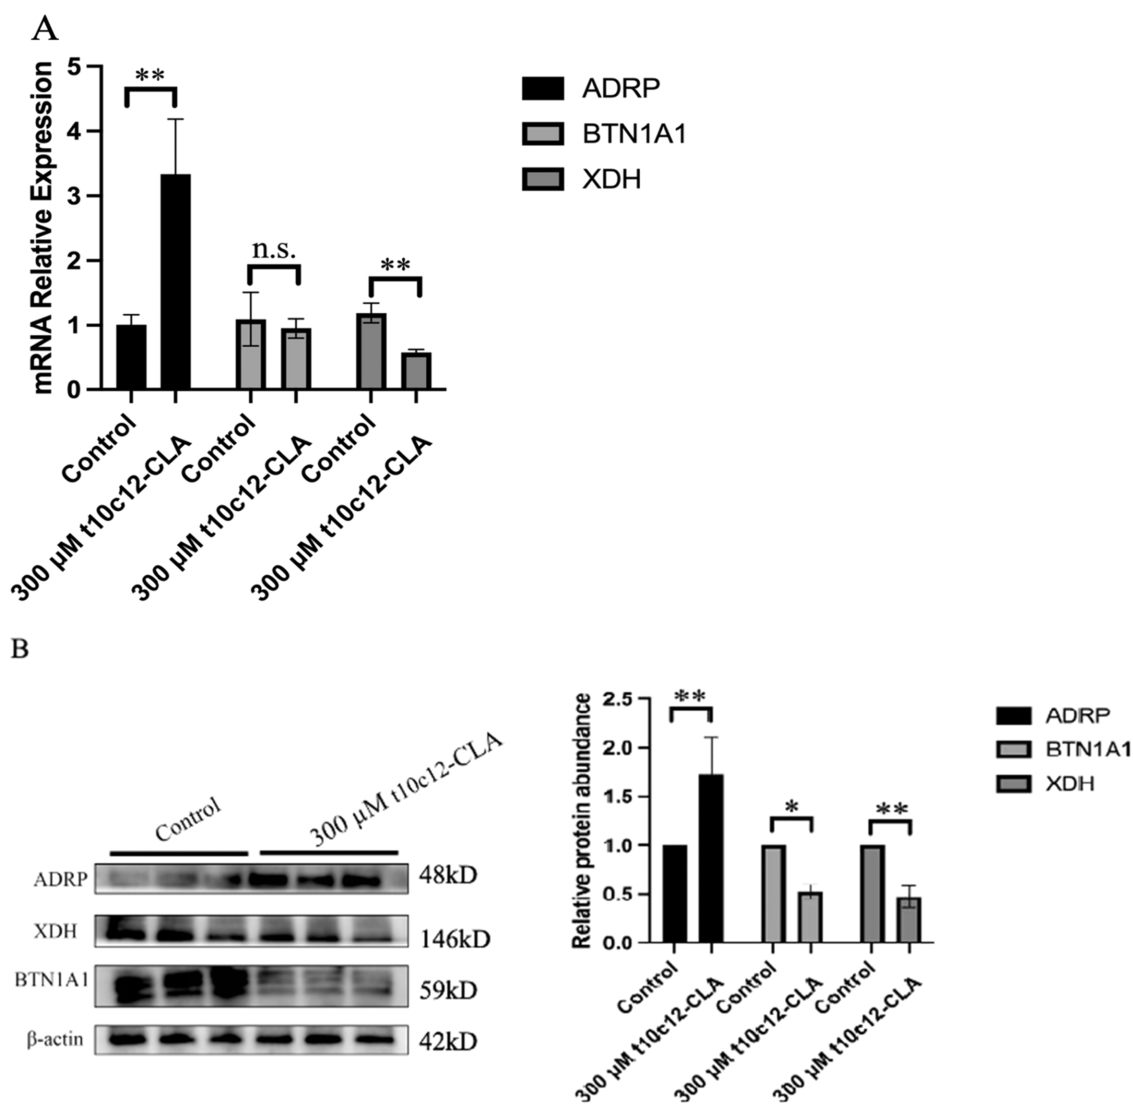 A
mRNA Relative Expression
5
4
3
2
1
0
**
n.s.
**
Control
300 μM t10c12-CLA
Control
300 μM t10c12-CLA
Control
300 μM t10c12-CLA
ADRP
BTN1A1
XDH
B
Control
300 μM t10c12-CLA
ADRP
48kD
XDH
146kD
BTN1A1
59kD
β-actin
42kD
Relative protein abundance
2.5
2.0
1.5
1.0
0.5
0.0
**
*
**
Control
300 μM t10c12-CLA
Control
300 μM t10c12-CLA
Control
300 μM t10c12-CLA
ADRP
BTN1A1
XDH